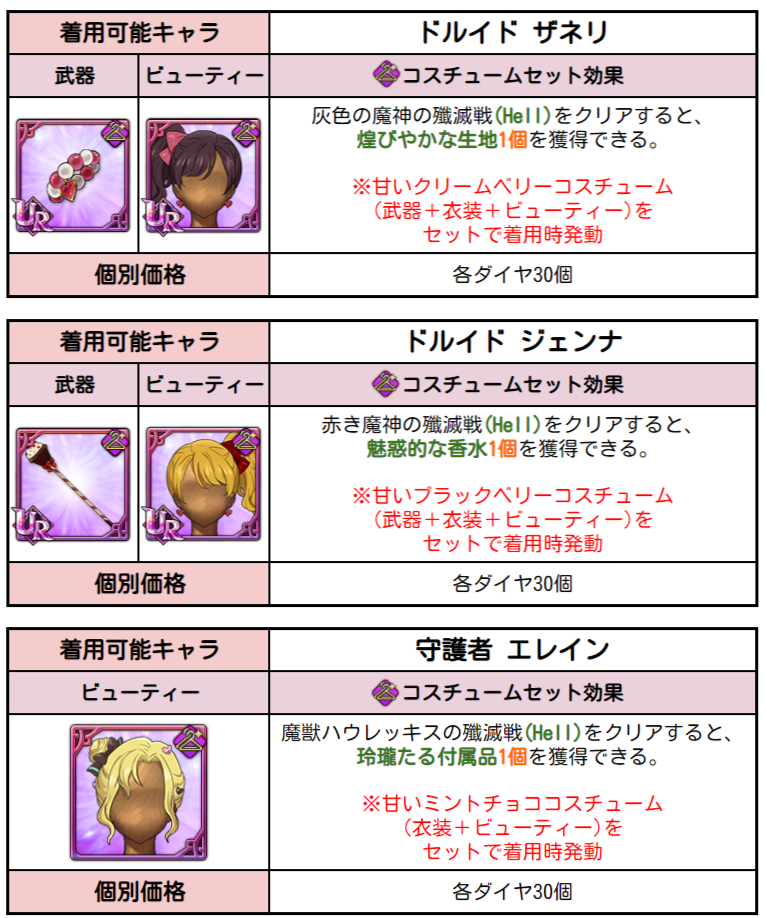 着用可能キャラ
ドルイド ザネリ
武器
ビューティー
コスチュームセット効果
UR
UR
灰色の魔神の殲滅戦(Hell)をクリアすると、
煌びやかな生地1個を獲得できる。
※甘いクリームベリーコスチューム
(武器＋衣装＋ビューティー)を
セットで着用時発動
個別価格
各ダイヤ30個
着用可能キャラ
ドルイド ジェンナ
武器
ビューティー
コスチュームセット効果
UR
UR
赤き魔神の殲滅戦(Hell)をクリアすると、
魅惑的な香水1個を獲得できる。
※甘いブラックベリーコスチューム
(武器＋衣装＋ビューティー)を
セットで着用時発動
個別価格
各ダイヤ30個
着用可能キャラ
守護者 エレイン
ビューティー
コスチュームセット効果
魔獣ハウレッキスの殲滅戦(Hell)をクリアすると、
玲瓏たる付属品1個を獲得できる。
※甘いミントチョココスチューム
(衣装＋ビューティー)を
セットで着用時発動
個別価格
各ダイヤ30個